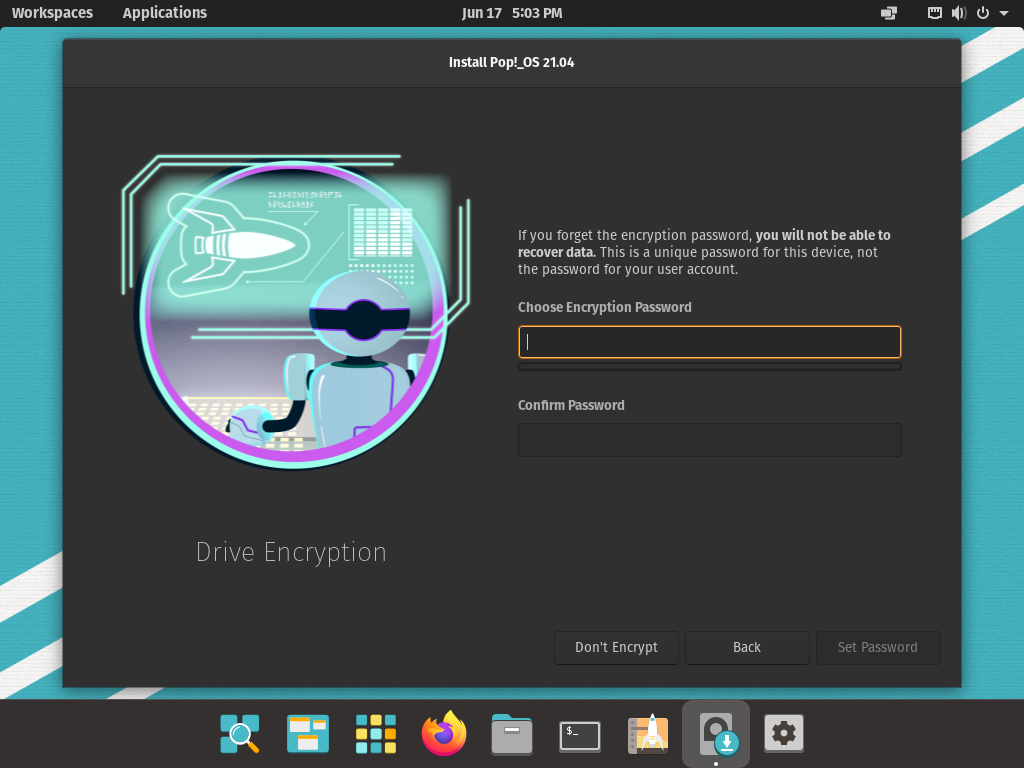 Workspaces Applications Jun 17 5:03 PM
Install Pop!_OS 21.04
If you forget the encryption password, you will not be able to
recover data. This is a unique password for this device, not
the password for your user account.
Choose Encryption Password
Confirm Password
Drive Encryption
Don't Encrypt Back Set Password
$_